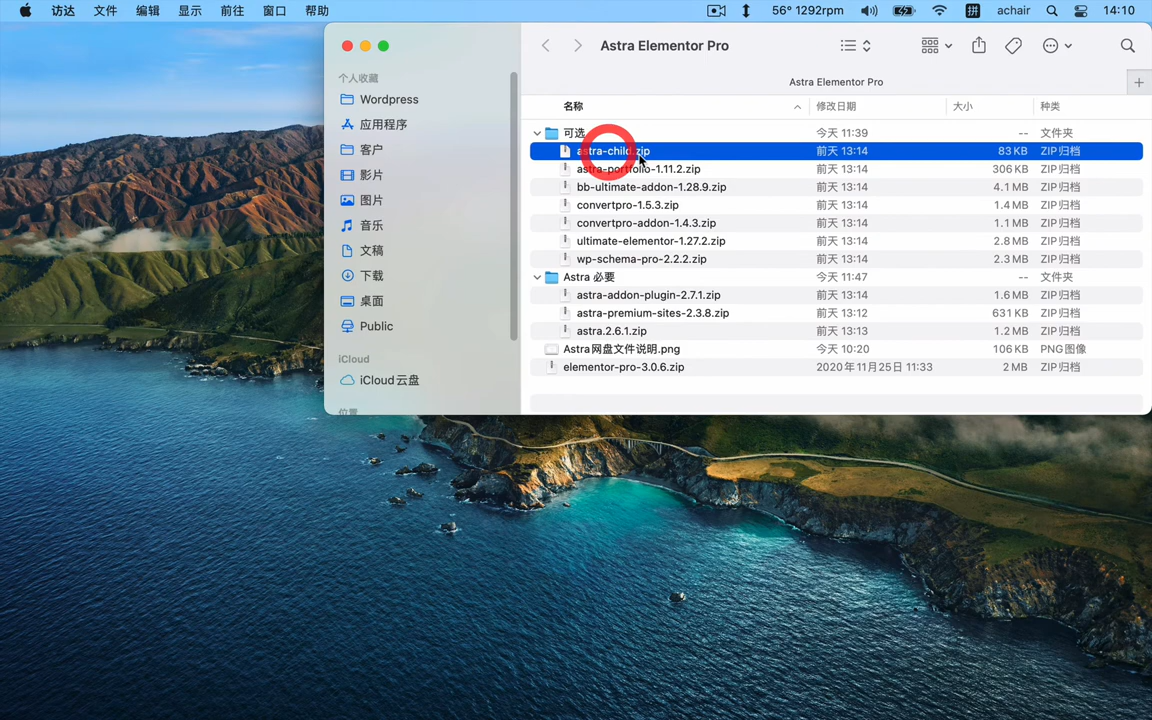 访达 文件 编辑 显示 前往 窗口 帮助 56° 1292rpm 拼 achair 14:10
Astra Elementor Pro
个人收藏
Wordpress
应用程序
客户
影片
图片
音乐
文稿
下载
桌面
Public
iCloud
iCloud云盘
位置
Astra Elementor Pro
名称 修改日期 大小 种类
可选 今天 11:39 -- 文件夹
astra-child.zip 前天 13:14 83 KB ZIP归档
astra-portfolio-1.11.2.zip 前天 13:14 306 KB ZIP归档
bb-ultimate-addon-1.28.9.zip 前天 13:14 4.1 MB ZIP归档
convertpro-1.5.3.zip 前天 13:14 1.4 MB ZIP归档
convertpro-addon-1.4.3.zip 前天 13:14 1.1 MB ZIP归档
ultimate-elementor-1.27.2.zip 前天 13:14 2.8 MB ZIP归档
wp-schema-pro-2.2.2.zip 前天 13:14 2.3 MB ZIP归档
Astra 必要 今天 11:47 -- 文件夹
astra-addon-plugin-2.7.1.zip 前天 13:14 1.6 MB ZIP归档
astra-premium-sites-2.3.8.zip 前天 13:12 631 KB ZIP归档
astra.2.6.1.zip 前天 13:13 1.2 MB ZIP归档
Astra网盘文件说明.png 今天 10:20 106 KB PNG图像
elementor-pro-3.0.6.zip 2020年11月25日 11:33 2 MB ZIP归档